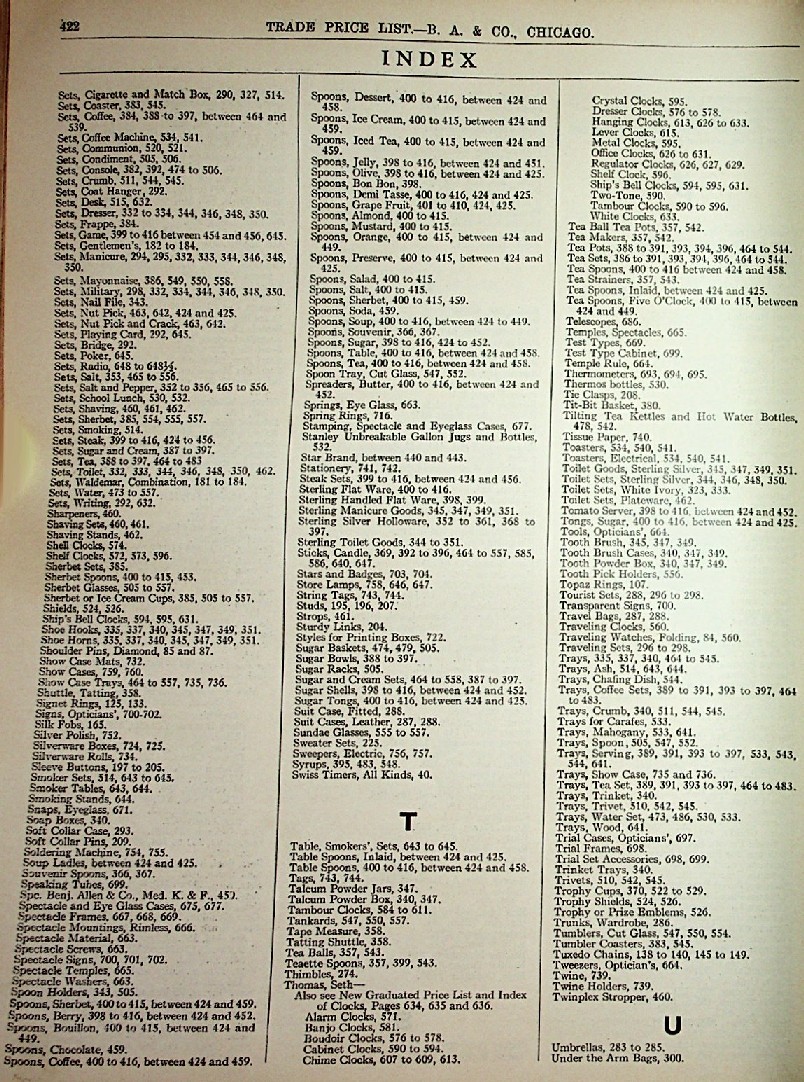 422
TRADE PRICE LIST.—B. A. & CO., CHICAGO.
INDEX
Sets, Cigarette and Match Box, 290, 327, 514.
Sets, Coaster, 383, 545.
Sets, Coffee, 384, 388 to 397, between 464 and
539.
Sets, Coffee Machine, 534, 541.
Sets, Communion, 520, 521.
Sets, Condiment, 505, 506.
Sets, Console, 382, 392, 474 to 506.
Sets, Crumb, 511, 544, 545.
Sets, Coat Hanger, 292.
Sets, Desk, 515, 632.
Sets, Dresser, 332 to 334, 344, 346, 348, 350.
Sets, Frappe, 384.
Sets, Game, 399 to 416 between 454 and 456, 645.
Sets, Gentlemen's, 182 to 184.
Sets, Manicure, 294, 295, 332, 333, 344, 346, 348,
350.
Sets, Mayonnaise, 386, 549, 550, 558.
Sets, Military, 298, 332, 334, 344, 346, 348, 350.
Sets, Nail File, 343.
Sets, Nut Pick, 463, 642, 424 and 425.
Sets, Nut Pick and Crack, 463, 642.
Sets, Playing Card, 292, 645.
Sets, Bridge, 292.
Sets, Poker, 645.
Sets, Radio, 648 to 648¾.
Sets, Salt, 353, 465 to 556.
Sets, Salt and Pepper, 352 to 356, 465 to 556.
Sets, School Lunch, 530, 532.
Sets, Shaving, 460, 461, 462.
Sets, Sherbet, 385, 554, 555, 557.
Sets, Smoking, 514.
Sets, Steak, 399 to 416, 424 to 456.
Sets, Sugar and Cream, 387 to 397.
Sets, Tea, 388 to 397, 464 to 483
Sets, Toilet, 332, 333, 344, 346, 348, 350, 462.
Sets, Waldemar, Combination, 181 to 184.
Sets, Water, 473 to 557.
Sets, Writing, 292, 632.
Sharpeners, 460.
Shaving Sets, 460, 461.
Shaving Stands, 462.
Shell Clocks, 574.
Shelf Clocks, 572, 573, 596.
Sherbet Sets, 385.
Sherbet Spoons, 400 to 415, 453.
Sherbet Glasses, 505 to 557.
Sherbet or Ice Cream Cups, 385, 505 to 557.
Shields, 524, 526.
Ship's Bell Clocks, 594, 595, 631.
Shoe Hooks, 335, 337, 340, 345, 347, 349, 351.
Shoe Horns, 335, 337, 340, 345, 347, 349, 351.
Shoulder Pins, Diamond, 85 and 87.
Show Case Mats, 732.
Show Cases, 759, 760.
Show Case Trays, 464 to 557, 735, 736.
Shuttle, Tatting, 358.
Signet Rings, 125, 133.
Signs, Opticians', 700-702.
Silk Fobs, 165.
Silver Polish, 752.
Silverware Boxes, 724, 725.
Silverware Rolls, 734.
Sleeve Buttons, 197 to 205.
Smoker Sets, 514, 643 to 645.
Smoker Tables, 643, 644.
Smoking Stands, 644.
Snaps, Eyeglass, 671.
Soap Boxes, 340.
Soft Collar Case, 293.
Soft Collar Pins, 209.
Soldering Machine, 754, 755.
Soup Ladles, between 424 and 425.
Souvenir Spoons, 366, 367.
Speaking Tubes, 699.
Spe. Benj. Allen & Co., Med. K. & F., 459.
Spectacle and Eye Glass Cases, 675, 677.
Spectacle Frames, 667, 668, 669.
Spectacle Mountings, Rimless, 666.
Spectacle Material, 663.
Spectacle Screws, 663.
Spectacle Signs, 700, 701, 702.
Spectacle Temples, 665.
Spectacle Washers, 663.
Spoon Holders, 343, 505.
Spoons, Sherbet, 400 to 415, between 424 and 459.
Spoons, Berry, 398 to 416, between 424 and 452.
Spoons, Bouillon, 400 to 415, between 424 and
449.
Spoons, Chocolate, 459.
Spoons, Coffee, 400 to 416, between 424 and 459.
Spoons, Dessert, 400 to 416, between 424 and
458.
Spoons, Ice Cream, 400 to 415, between 424 and
459.
Spoons, Iced Tea, 400 to 415, between 424 and
459.
Spoons, Jelly, 398 to 416, between 424 and 451.
Spoons, Olive, 398 to 416, between 424 and 425.
Spoons, Bon Bon, 398.
Spoons, Demi Tasse, 400 to 416, 424 and 425.
Spoons, Grape Fruit, 401 to 410, 424, 425.
Spoons, Almond, 400 to 415.
Spoons, Mustard, 400 to 415.
Spoons, Orange, 400 to 415, between 424 and
449.
Spoons, Preserve, 400 to 415, between 424 and
425.
Spoons, Salad, 400 to 415.
Spoons, Salt, 400 to 415.
Spoons, Sherbet, 400 to 415, 459.
Spoons, Soda, 459.
Spoons, Soup, 400 to 416, between 424 to 449.
Spoons, Souvenir, 366, 367.
Spoons, Sugar, 398 to 416, 424 to 452.
Spoons, Table, 400 to 416, between 424 and 458.
Spoons, Tea, 400 to 416, between 424 and 458.
Spoon Tray, Cut Glass, 547, 552.
Spreaders, Butter, 400 to 416, between 424 and
452.
Springs, Eye Glass, 663.
Spring Rings, 716.
Stamping, Spectacle and Eyeglass Cases, 677.
Stanley Unbreakable Gallon Jugs and Bottles,
532.
Star Brand, between 440 and 443.
Stationery, 741, 742.
Steak Sets, 399 to 416, between 424 and 456.
Sterling Flat Ware, 400 to 416.
Sterling Handled Flat Ware, 398, 399.
Sterling Manicure Goods, 345, 347, 349, 351.
Sterling Silver Holloware, 352 to 361, 368 to
397.
Sterling Toilet Goods, 344 to 351.
Sticks, Candle, 369, 392 to 396, 464 to 557, 585,
586, 640, 647.
Stars and Badges, 703, 704.
Store Lamps, 758, 646, 647.
String Tags, 743, 744.
Studs, 195, 196, 207.
Strops, 461.
Sturdy Links, 204.
Styles for Printing Boxes, 722.
Sugar Baskets, 474, 479, 505.
Sugar Bowls, 388 to 397.
Sugar Racks, 505.
Sugar and Cream Sets, 464 to 558, 387 to 397.
Sugar Shells, 398 to 416, between 424 and 452.
Sugar Tongs, 400 to 416, between 424 and 425.
Suit Case, Fitted, 288.
Suit Cases, Leather, 287, 288.
Sundae Glasses, 555 to 557.
Sweater Sets, 225.
Sweepers, Electric, 756, 757.
Syrups, 395, 483, 548.
Swiss Timers, All Kinds, 40.
T
Table, Smokers', Sets, 643 to 645.
Table Spoons, Inlaid, between 424 and 425.
Table Spoons, 400 to 416, between 424 and 458.
Tags, 743, 744.
Talcum Powder Jars, 347.
Talcum Powder Box, 340, 347.
Tambour Clocks, 584 to 611.
Tankards, 547, 550, 557.
Tape Measure, 358.
Tatting Shuttle, 358.
Tea Balls, 357, 543.
Teaette Spoons, 357, 399, 543.
Thimbles, 274.
Thomas, Seth—
Also see New Graduated Price List and Index
of Clocks, Pages 634, 635 and 636.
Alarm Clocks, 571.
Banjo Clocks, 581.
Boudoir Clocks, 576 to 578.
Cabinet Clocks, 590 to 594.
Chime Clocks, 607 to 609, 613.
Crystal Clocks, 595.
Dresser Clocks, 576 to 578.
Hanging Clocks, 613, 626 to 633.
Lever Clocks, 615.
Metal Clocks, 595.
Office Clocks, 626 to 631.
Regulator Clocks, 626, 627, 629.
Shelf Clock, 596.
Ship's Bell Clocks, 594, 595, 631.
Two-Tone, 590.
Tambour Clocks, 590 to 596.
White Clocks, 633.
Tea Ball Tea Pots, 357, 542.
Tea Makers, 357, 542.
Tea Pots, 388 to 391, 393, 394, 396, 464 to 544.
Tea Sets, 386 to 391, 393, 394, 396, 464 to 544.
Tea Spoons, 400 to 416 between 424 and 458.
Tea Strainers, 357, 543.
Tea Spoons, Inlaid, between 424 and 425.
Tea Spoons, Five O'Clock, 400 to 415, between
424 and 449.
Telescopes, 686.
Temples, Spectacles, 665.
Test Types, 669.
Test Type Cabinet, 699.
Temple Rule, 664.
Thermometers, 693, 694, 695.
Thermos bottles, 530.
Tie Clasps, 208.
Tit-Bit Basket, 380.
Tilting Tea Kettles and Hot Water Bottles,
478, 542.
Tissue Paper, 740.
Toasters, 534, 540, 541.
Toasters, Electrical, 534, 540, 541.
Toilet Goods, Sterling Silver, 345, 347, 349, 351.
Toilet Sets, Sterling Silver, 344, 346, 348, 350.
Toilet Sets, White Ivory, 323, 333.
Toilet Sets, Plateware, 462.
Tomato Server, 398 to 416, between 424 and 452.
Tongs, Sugar, 400 to 416, between 424 and 425.
Tools, Opticians', 664.
Tooth Brush, 345, 347, 349.
Tooth Brush Cases, 340, 347, 349.
Tooth Powder Box, 340, 347, 349.
Tooth Pick Holders, 556.
Topaz Rings, 107.
Tourist Sets, 288, 296 to 298.
Transparent Signs, 700.
Travel Bags, 287, 288.
Traveling Clocks, 560.
Traveling Watches, Folding, 84, 560.
Traveling Sets, 296 to 298.
Trays, 335, 337, 340, 464 to 545.
Trays, Ash, 514, 643, 644.
Trays, Chafing Dish, 544.
Trays, Coffee Sets, 389 to 391, 393 to 397, 464
to 483.
Trays, Crumb, 340, 511, 544, 545.
Trays for Carafes, 533.
Trays, Mahogany, 533, 641.
Trays, Spoon, 505, 547, 552.
Trays, Serving, 389, 391, 393 to 397, 533, 543,
544, 641.
Trays, Show Case, 735 and 736.
Trays, Tea Set, 389, 391, 393 to 397, 464 to 483.
Trays, Trinket, 340.
Trays, Trivet, 510, 542, 545.
Trays, Water Set, 473, 486, 530, 533.
Trays, Wood, 641.
Trial Cases, Opticians', 697.
Trial Frames, 698.
Trial Set Accessories, 698, 699.
Trinket Trays, 340.
Trivets, 510, 542, 545.
Trophy Cups, 370, 522 to 529.
Trophy Shields, 524, 526.
Trophy or Prize Emblems, 526.
Trunks, Wardrobe, 286.
Tumblers, Cut Glass, 547, 550, 554.
Tumbler Coasters, 383, 545.
Tuxedo Chains, 138 to 140, 145 to 149.
Tweezers, Optician's, 664.
Twine, 739.
Twine Holders, 739.
Twinplex Stropper, 460.
U
Umbrellas, 283 to 285.
Under the Arm Bags, 300.